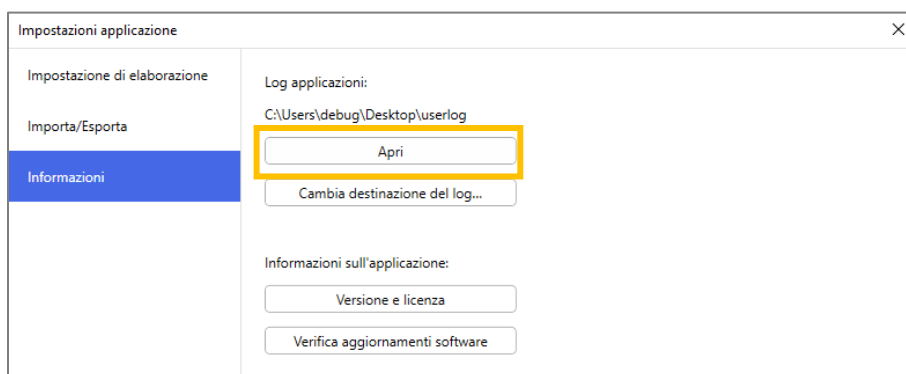 Impostazioni applicazione
Impostazione di elaborazione
Importa/Esporta
Informazioni
Log applicazioni:
C:\Users\debug\Desktop\userlog
Apri
Cambia destinazione del log...
Informazioni sull'applicazione:
Versione e licenza
Verifica aggiornamenti software